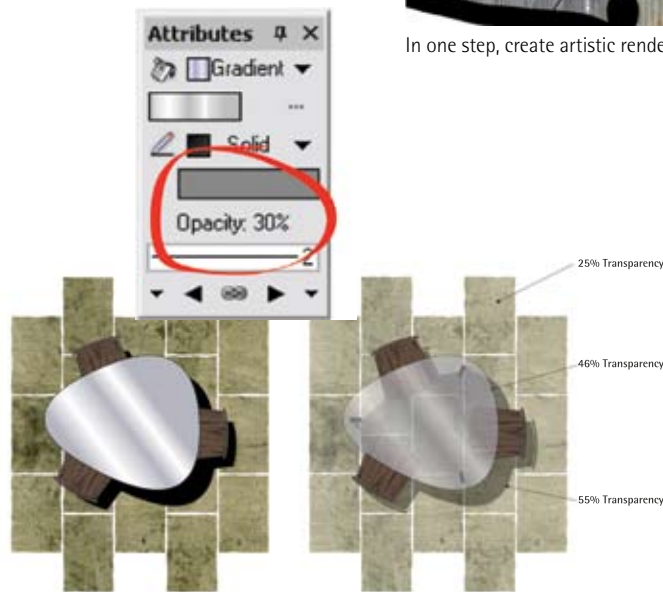 Attributes
Gradient
Solid
Opacity: 30%
2
In one step, create artistic rende
25% Transparency
46% Transparency
55% Transparency